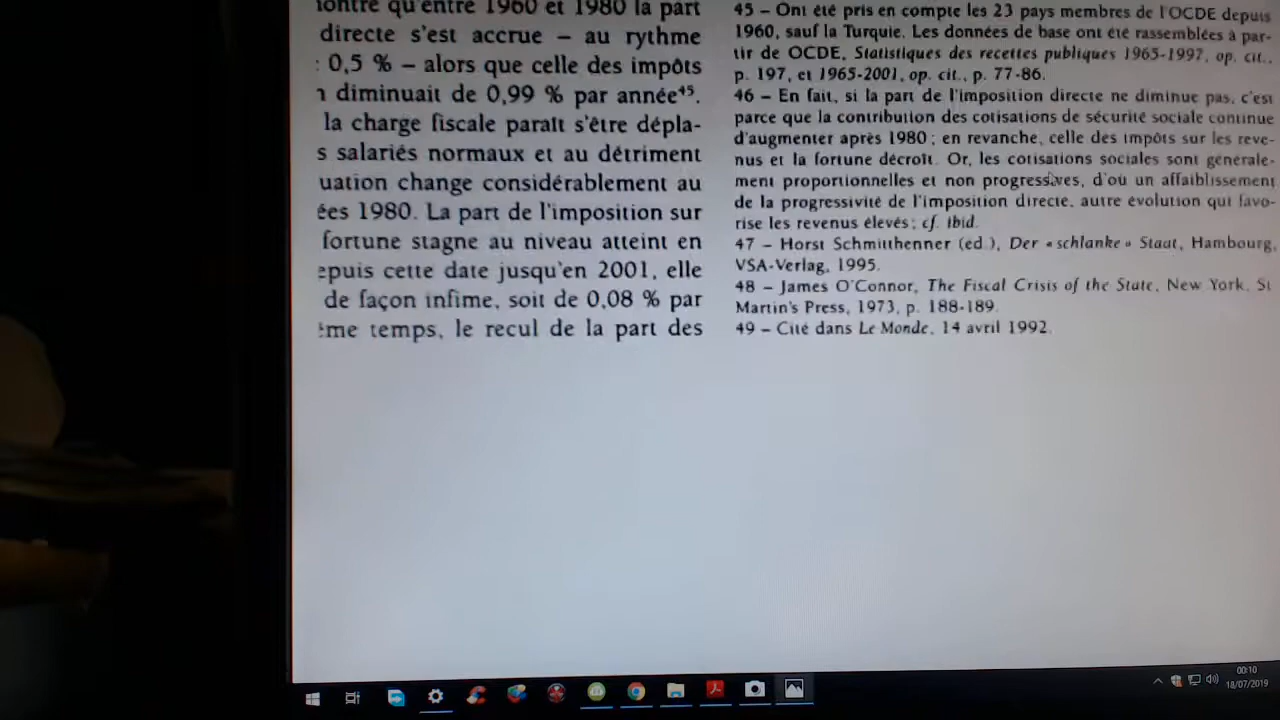 qu'entre 1960 et 1980 la part
directe s'est accrue – au rythme
: 0,5 % – alors que celle des impôts
diminuait de 0,99 % par année⁴⁵.
la charge fiscale paraît s'être dépla-
s salariés normaux et au détriment
uation change considérablement au
ées 1980. La part de l'imposition sur
fortune stagne au niveau atteint en
epuis cette date jusqu'en 2001, elle
de façon infime, soit de 0,08 % par
me temps, le recul de la part des
45 – Ont été pris en compte les 23 pays membres de l'OCDE depuis
1960, sauf la Turquie. Les données de base ont été rassemblées à par-
tir de OCDE, Statistiques des recettes publiques 1965-1997, op. cit.,
p. 197, et 1965-2001, op. cit., p. 77-86.
46 – En fait, si la part de l'imposition directe ne diminue pas, c'est
parce que la contribution des cotisations de sécurité sociale continue
d'augmenter après 1980 ; en revanche, celle des impôts sur les reve-
nus et la fortune décroît. Or, les cotisations sociales sont générale-
ment proportionnelles et non progressives, d'où un affaiblissement
de la progressivité de l'imposition directe, autre évolution qui favo-
rise les revenus élevés ; cf. ibid.
47 – Horst Schmitthenner (éd.), Der « schlanke » Staat, Hambourg,
VSA-Verlag, 1995.
48 – James O'Connor, The Fiscal Crisis of the State, New York, St
Martin's Press, 1973, p. 188-189.
49 – Cité dans Le Monde, 14 avril 1992.
00:10
18/07/2019